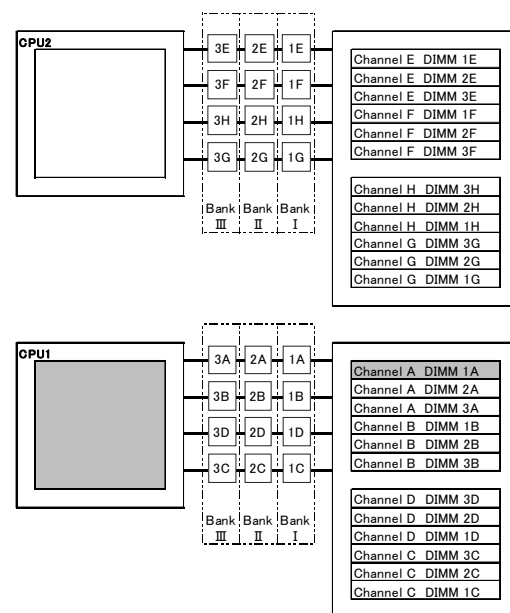 CPU2
3E 2E 1E
3F 2F 1F
3H 2H 1H
3G 2G 1G
Bank Bank Bank
Ⅲ Ⅱ Ⅰ
Channel E DIMM 1E
Channel E DIMM 2E
Channel E DIMM 3E
Channel F DIMM 1F
Channel F DIMM 2F
Channel F DIMM 3F
Channel H DIMM 3H
Channel H DIMM 2H
Channel H DIMM 1H
Channel G DIMM 3G
Channel G DIMM 2G
Channel G DIMM 1G
CPU1
3A 2A 1A
3B 2B 1B
3D 2D 1D
3C 2C 1C
Bank Bank Bank
Ⅲ Ⅱ Ⅰ
Channel A DIMM 1A
Channel A DIMM 2A
Channel A DIMM 3A
Channel B DIMM 1B
Channel B DIMM 2B
Channel B DIMM 3B
Channel D DIMM 3D
Channel D DIMM 2D
Channel D DIMM 1D
Channel C DIMM 3C
Channel C DIMM 2C
Channel C DIMM 1C